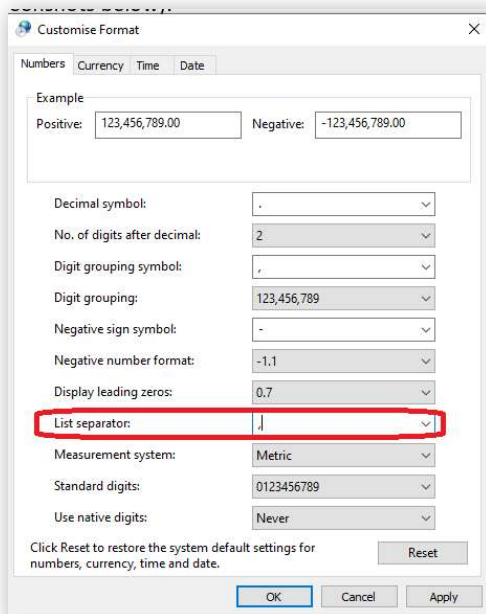 Customise Format
Numbers Currency Time Date
Example
Positive: 123,456,789.00 Negative: -123,456,789.00
Decimal symbol: .
No. of digits after decimal: 2
Digit grouping symbol: ,
Digit grouping: 123,456,789
Negative sign symbol: -
Negative number format: -1.1
Display leading zeros: 0.7
List separator: ,
Measurement system: Metric
Standard digits: 0123456789
Use native digits: Never
Click Reset to restore the system default settings for
numbers, currency, time and date.
Reset
OK Cancel Apply